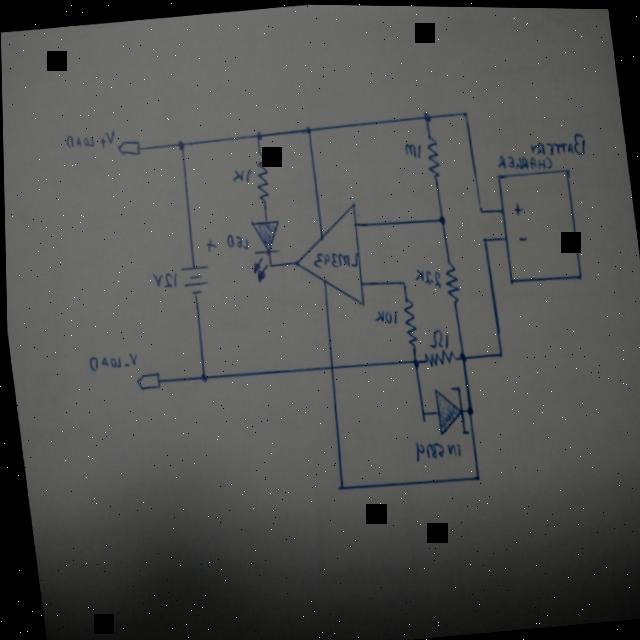 BATTERY
CHARGER
V+ LOAD
1M
1K
+
-
LED
+
LM393
12V
22K
10K
1Ω
V- LOAD
1N5819